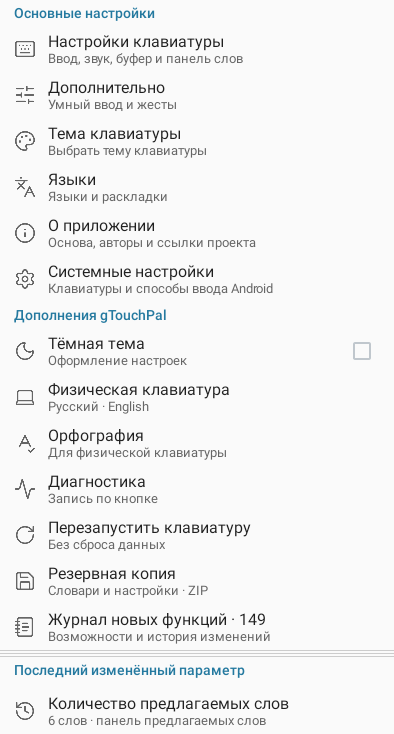 Основные настройки
Настройки клавиатуры
Ввод, звук, буфер и панель слов
Дополнительно
Умный ввод и жесты
Тема клавиатуры
Выбрать тему клавиатуры
Языки
Языки и раскладки
О приложении
Основа, авторы и ссылки проекта
Системные настройки
Клавиатуры и способы ввода Android
Дополнения gTouchPal
Тёмная тема
Оформление настроек
Физическая клавиатура
Русский · English
Орфография
Для физической клавиатуры
Диагностика
Запись по кнопке
Перезапустить клавиатуру
Без сброса данных
Резервная копия
Словари и настройки · ZIP
Журнал новых функций · 149
Возможности и история изменений
Последний изменённый параметр
Количество предлагаемых слов
6 слов · панель предлагаемых слов